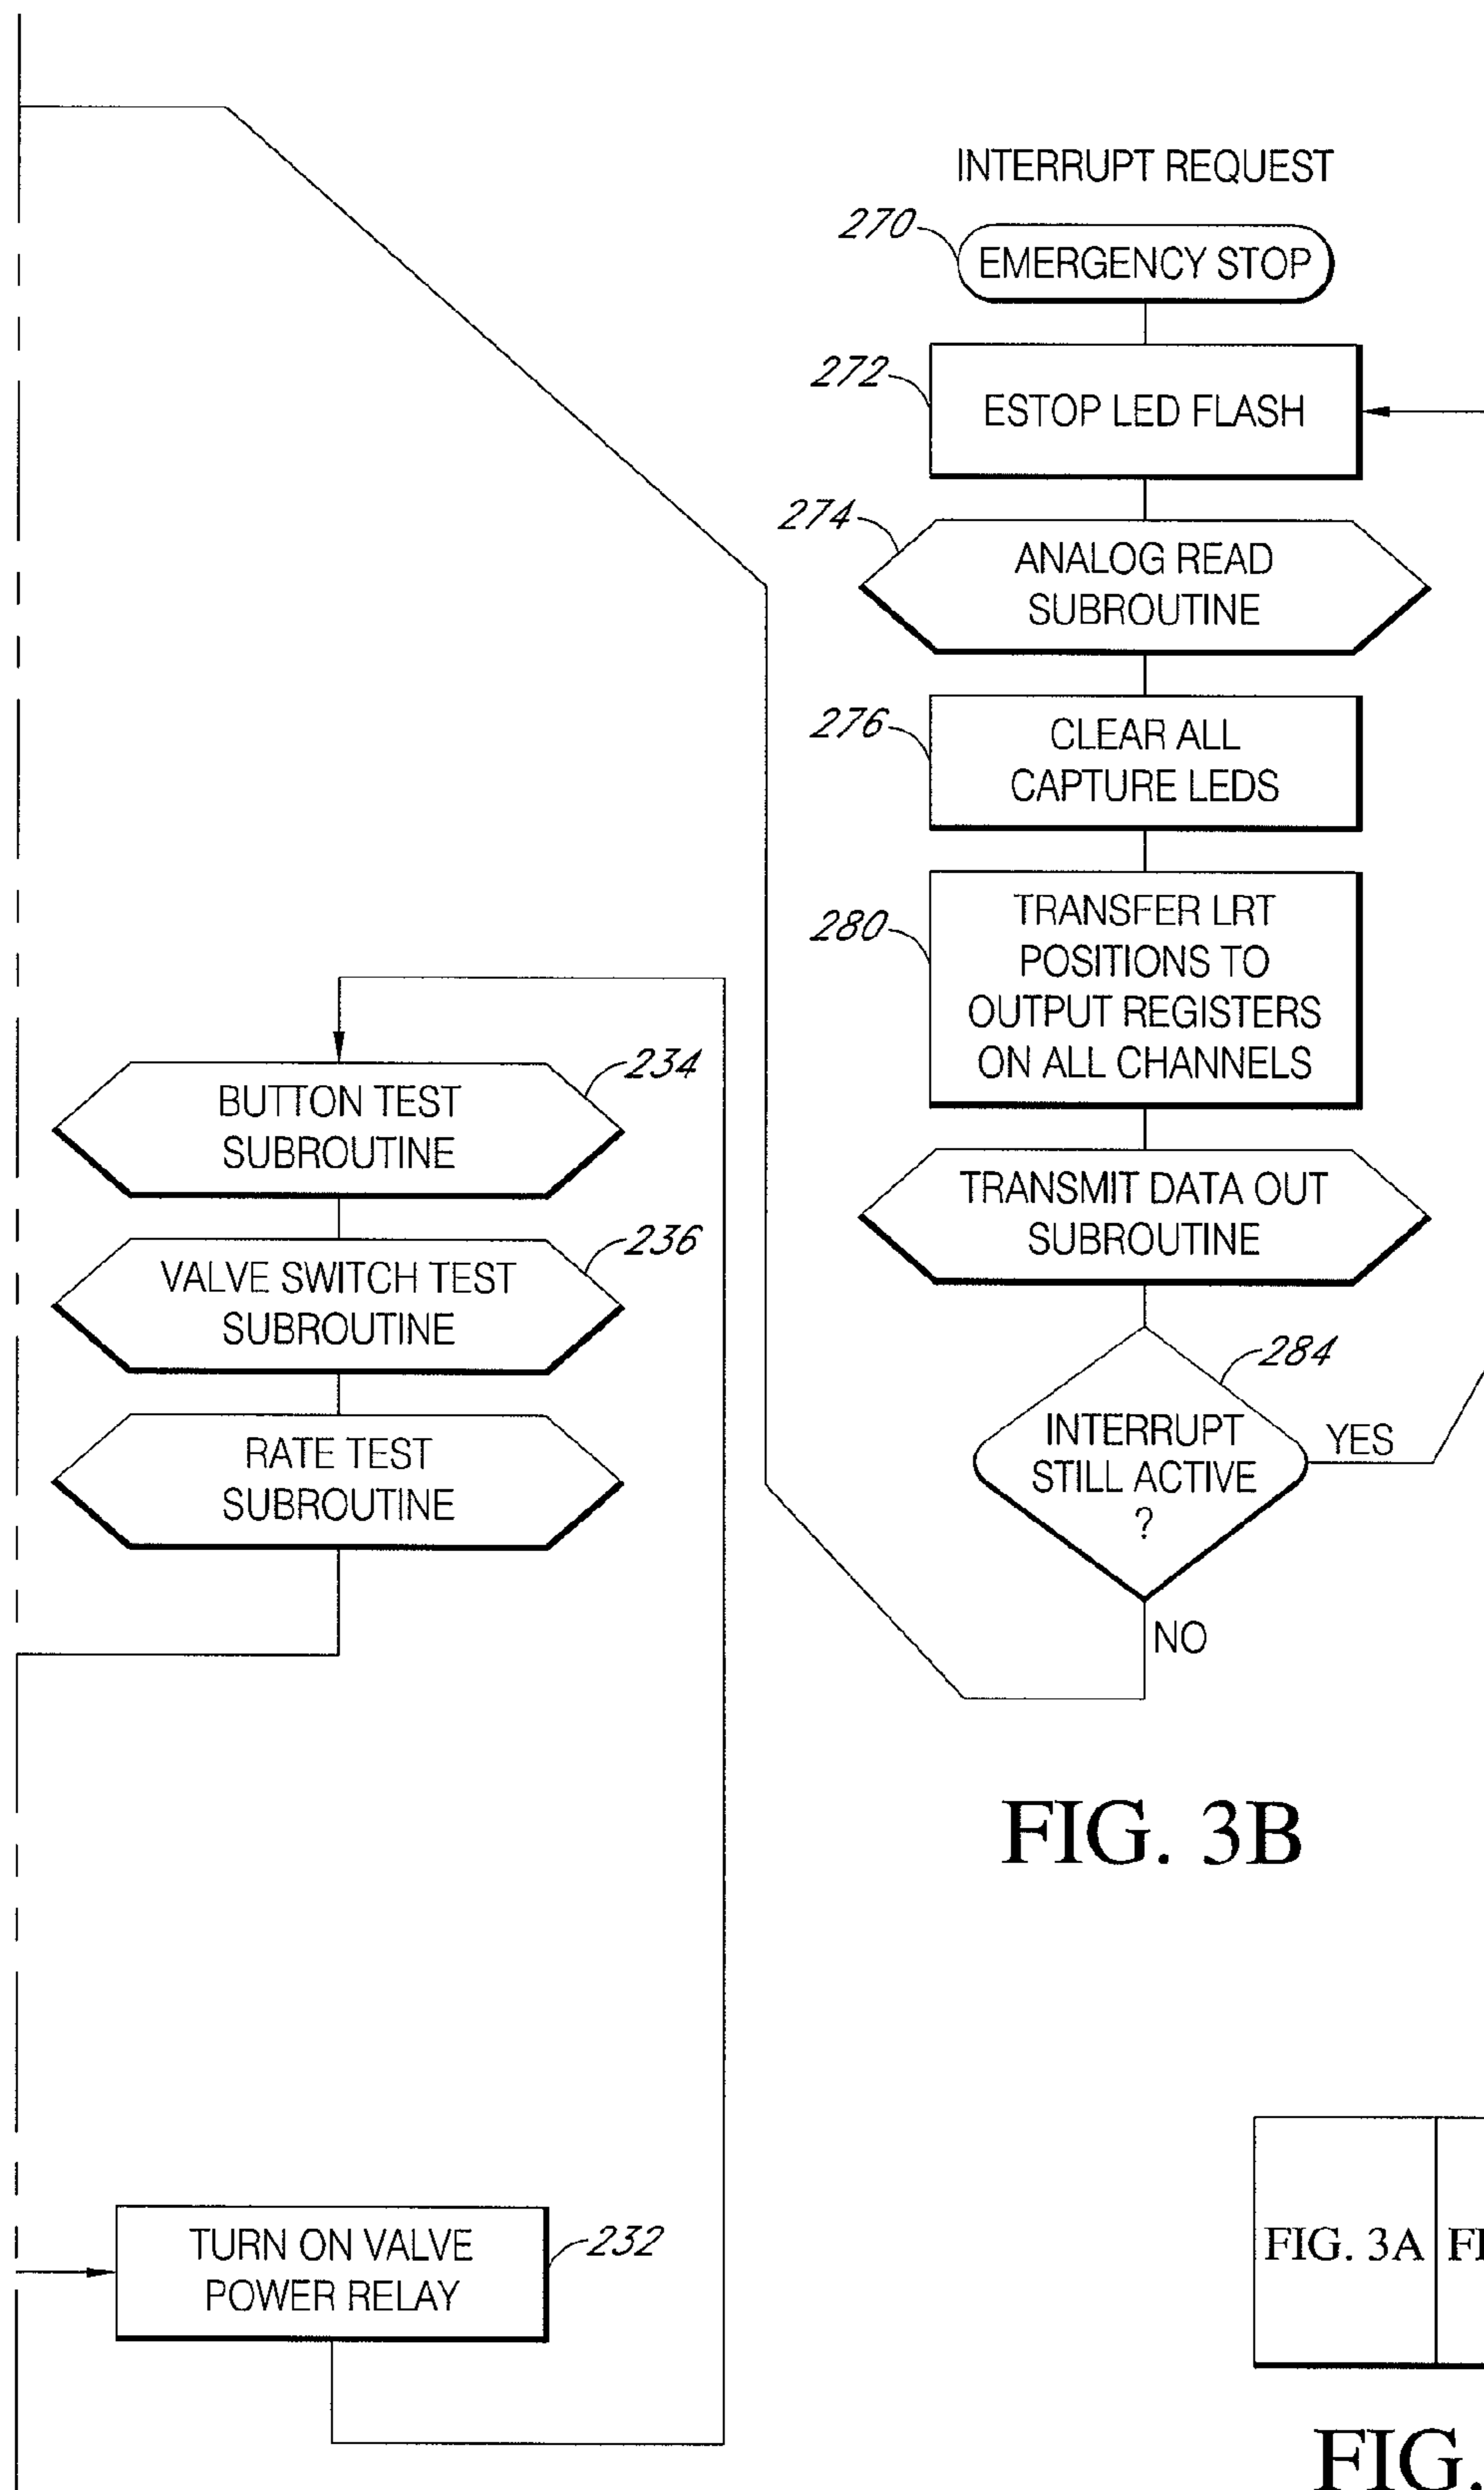 INTERRUPT REQUEST
270
EMERGENCY STOP
272
ESTOP LED FLASH
274
ANALOG READ
SUBROUTINE
276
CLEAR ALL
CAPTURE LEDS
280
TRANSFER LRT
POSITIONS TO
OUTPUT REGISTERS
ON ALL CHANNELS
TRANSMIT DATA OUT
SUBROUTINE
284
INTERRUPT
STILL ACTIVE
?
YES
NO
234
BUTTON TEST
SUBROUTINE
236
VALVE SWITCH TEST
SUBROUTINE
RATE TEST
SUBROUTINE
FIG. 3B
232
TURN ON VALVE
POWER RELAY
FIG. 3A
FIG.